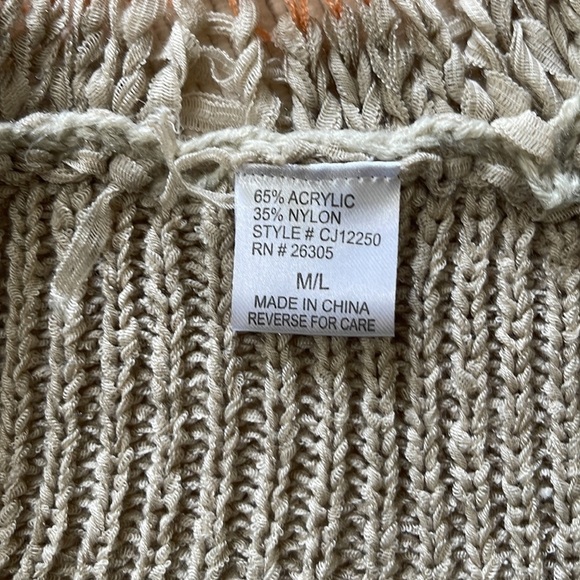 65% ACRYLIC
35% NYLON
STYLE # CJ12250
RN # 26305
M/L
MADE IN CHINA
REVERSE FOR CARE